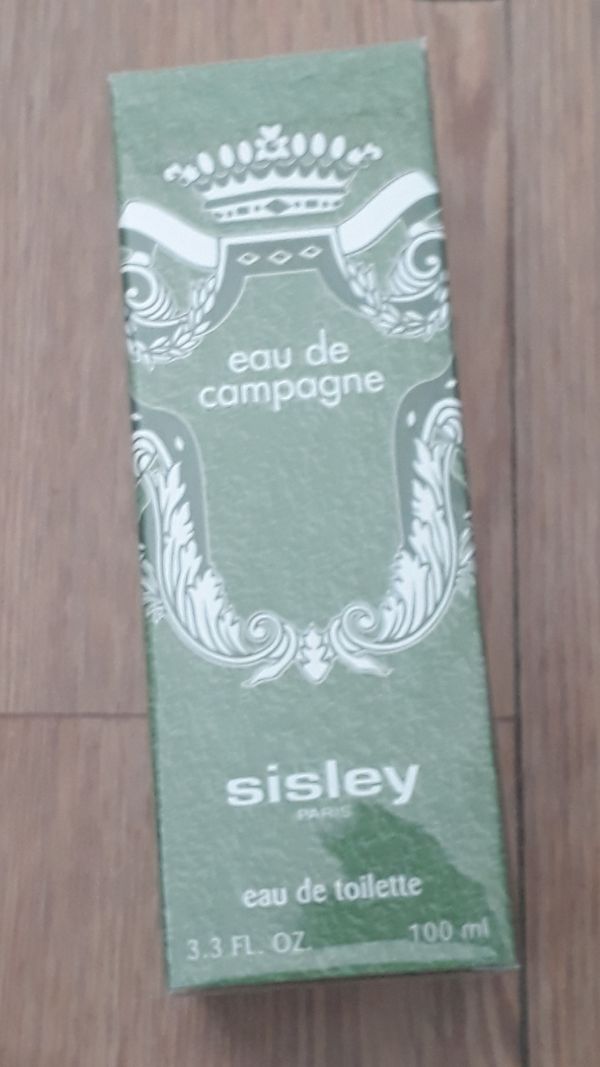 eau de
campagne
sisley
PARIS
eau de toilette
3.3 FL. OZ. 100 ml